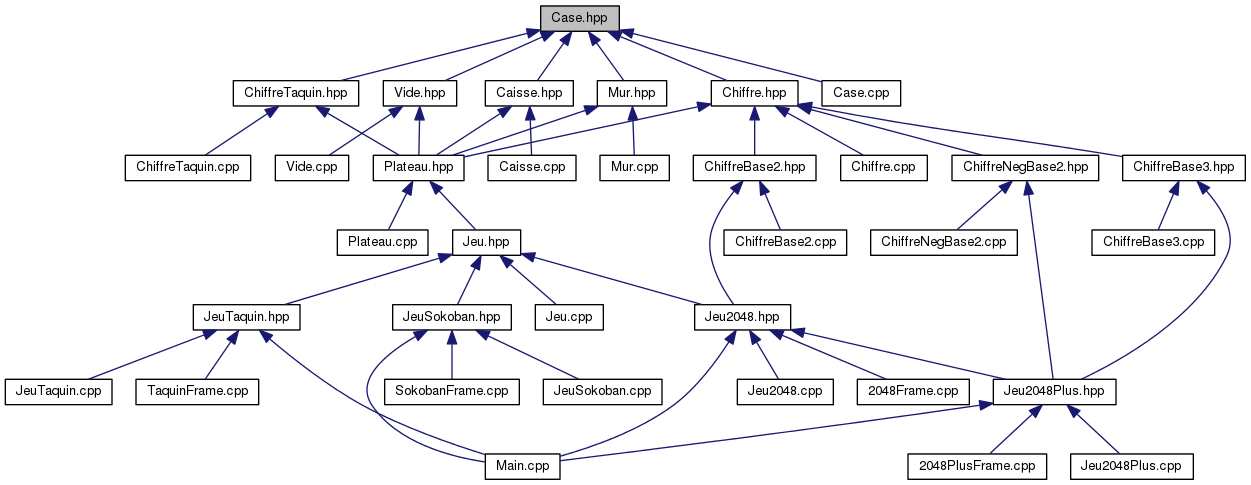 Case.hpp
ChiffreTaquin.hpp
Vide.hpp
Caisse.hpp
Mur.hpp
Chiffre.hpp
Case.cpp
ChiffreTaquin.cpp
Vide.cpp
Plateau.hpp
Caisse.cpp
Mur.cpp
ChiffreBase2.hpp
Chiffre.cpp
ChiffreNegBase2.hpp
ChiffreBase3.hpp
Plateau.cpp
Jeu.hpp
ChiffreBase2.cpp
ChiffreNegBase2.cpp
ChiffreBase3.cpp
JeuTaquin.hpp
JeuSokoban.hpp
Jeu.cpp
Jeu2048.hpp
JeuTaquin.cpp
TaquinFrame.cpp
SokobanFrame.cpp
JeuSokoban.cpp
Jeu2048.cpp
2048Frame.cpp
Jeu2048Plus.hpp
Main.cpp
2048PlusFrame.cpp
Jeu2048Plus.cpp